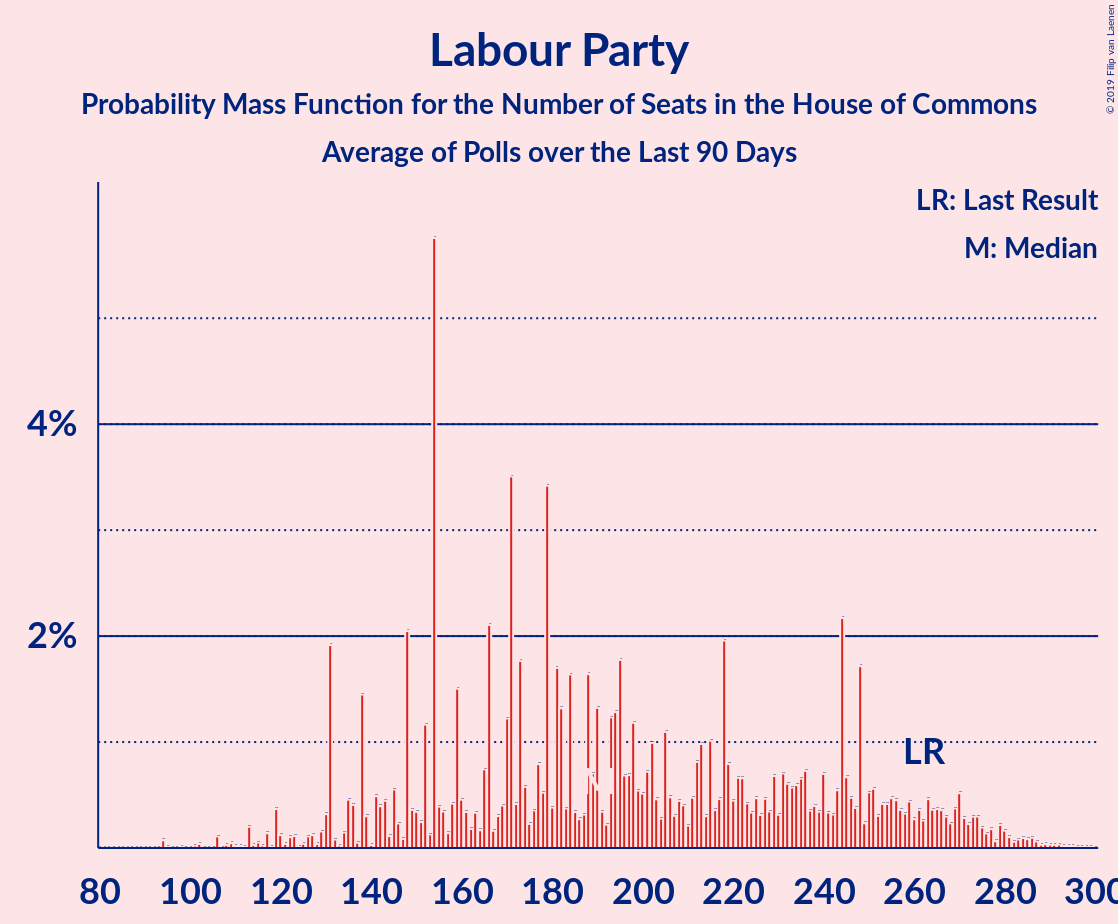 Labour Party
Probability Mass Function for the Number of Seats in the House of Commons
Average of Polls over the Last 90 Days
© 2019 Filip van Laenen
LR: Last Result
M: Median
4%
2%
LR
80 100 120 140 160 180 200 220 240 260 280 300